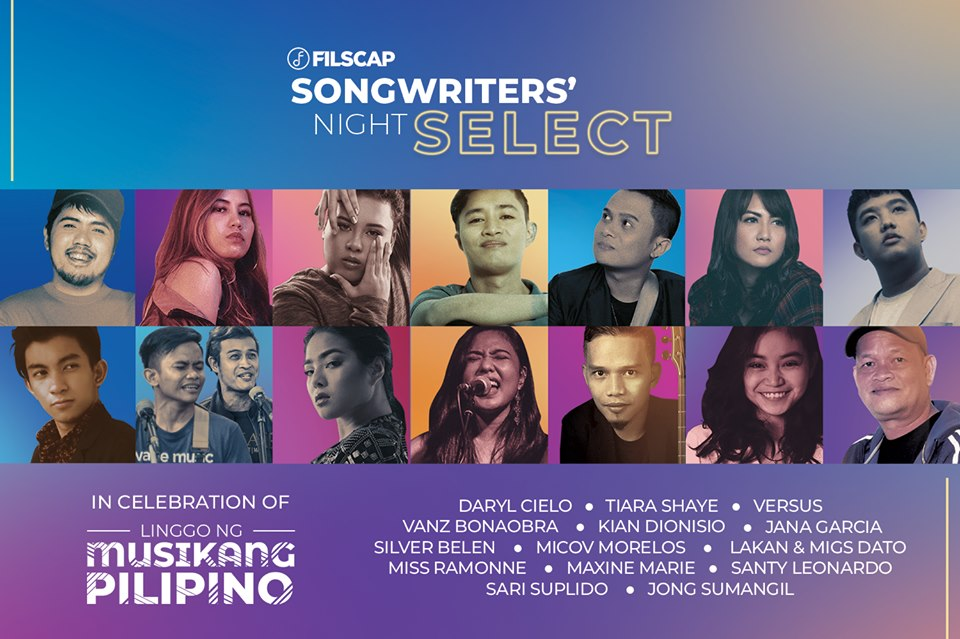 FILSCAP
SONGWRITERS'
NIGHT SELECT
wave music
IN CELEBRATION OF
LINGGO NG
MUSIKANG
PILIPINO
DARYL CIELO ● TIARA SHAYE ● VERSUS
VANZ BONAOBRA ● KIAN DIONISIO ● JANA GARCIA
SILVER BELEN ● MICOV MORELOS ● LAKAN & MIGS DATO
MISS RAMONNE ● MAXINE MARIE ● SANTY LEONARDO
SARI SUPLIDO ● JONG SUMANGIL